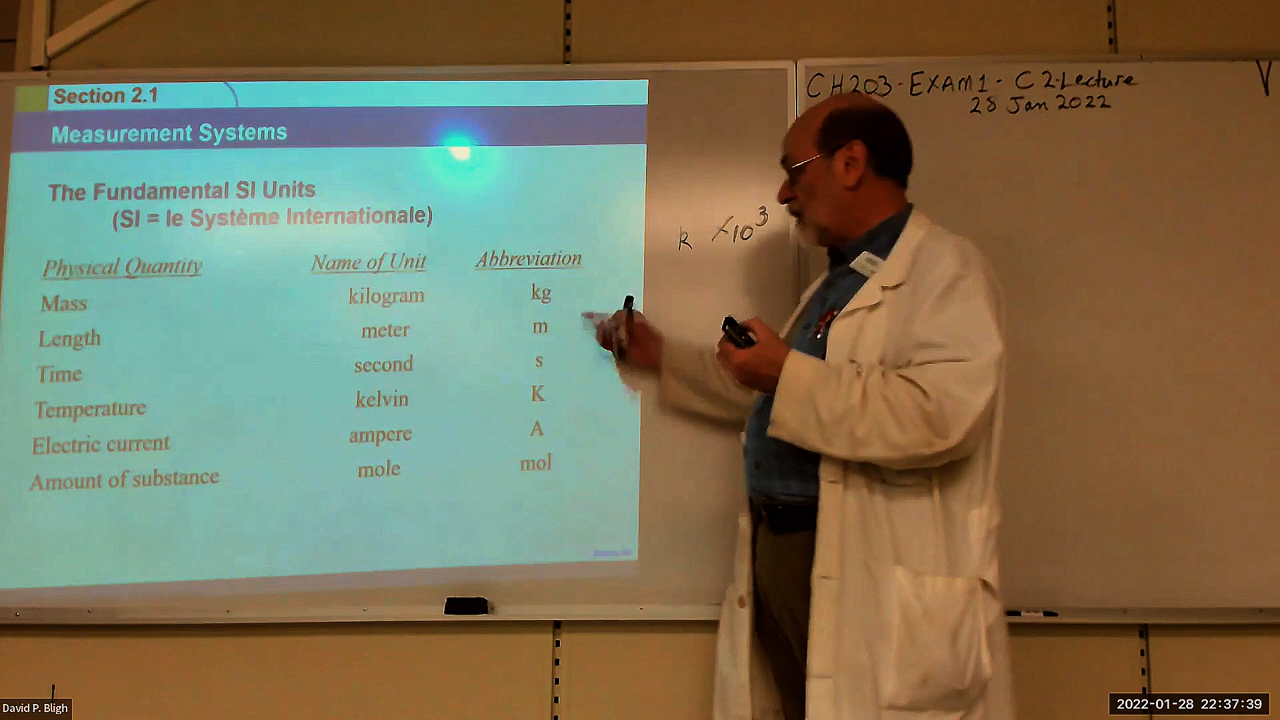 Section 2.1
Measurement Systems
The Fundamental SI Units
(SI = le Système Internationale)
Physical Quantity Name of Unit Abbreviation
Mass kilogram kg
Length meter m
Time second s
Temperature kelvin K
Electric current ampere A
Amount of substance mole mol
k ×10³
CH203-EXAM1-C2-Lecture
28 Jan 2022
David P. Bligh
2022-01-28 22:37:39